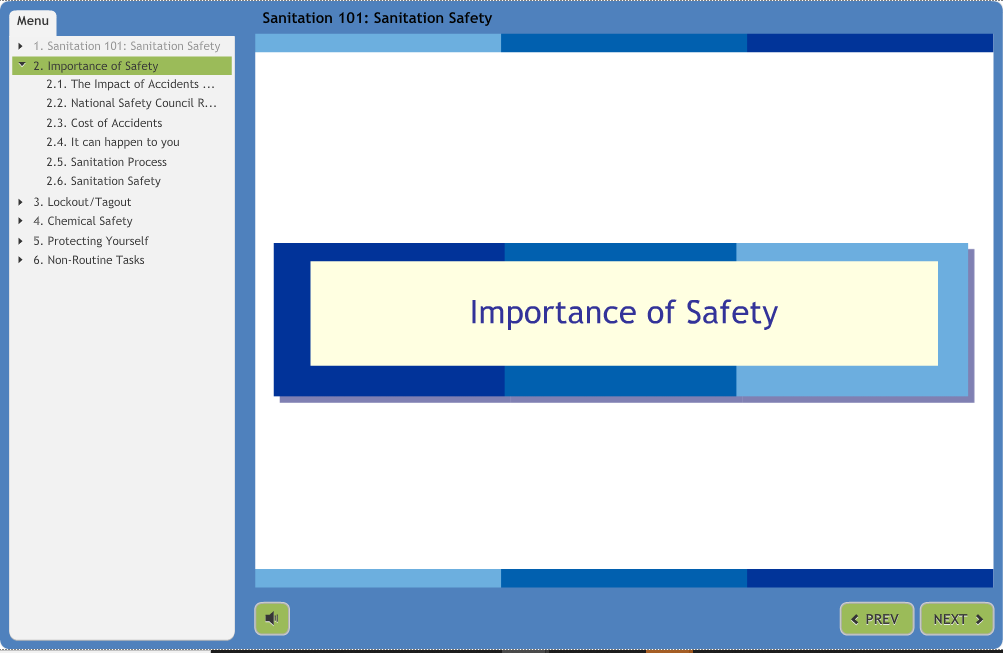 Menu
Sanitation 101: Sanitation Safety
1. Sanitation 101: Sanitation Safety
2. Importance of Safety
2.1. The Impact of Accidents ...
2.2. National Safety Council R...
2.3. Cost of Accidents
2.4. It can happen to you
2.5. Sanitation Process
2.6. Sanitation Safety
3. Lockout/Tagout
4. Chemical Safety
5. Protecting Yourself
6. Non-Routine Tasks
Importance of Safety
PREV
NEXT